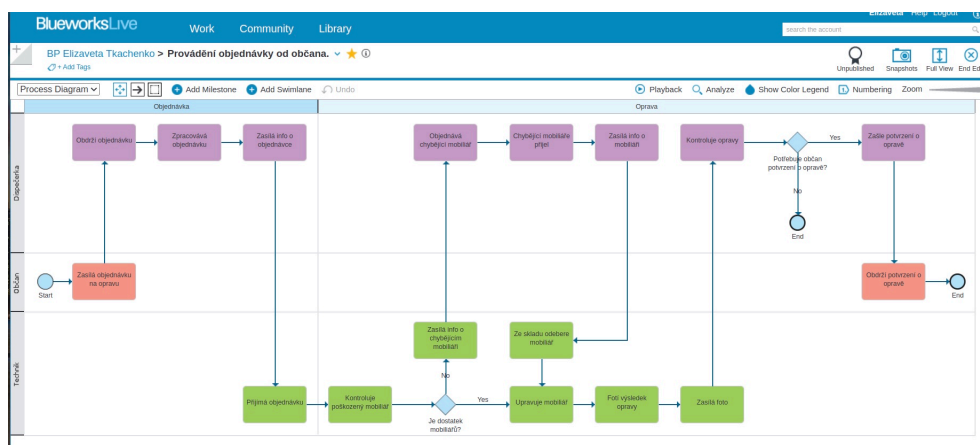 BlueworksLive
Work
Community
Library
Elizaveta Help Logout
search the account
BP Elizaveta Tkachenko > Provádění objednávky od občana.
+ Add Tags
Unpublished
Snapshots
Full View
End Edi
Process Diagram
Add Milestone
Add Swimlane
Undo
Playback
Analyze
Show Color Legend
Numbering
Zoom
Objednávka
Oprava
Dispečerka
Obdrží objednávku
Zpracovává
objednávku
Zasílá info o
objednávce
Objednává
chybějící mobiliář
Chybějící mobiliáře
přijel
Zasílá info o
mobiliáři
Kontroluje opravy
Potřebuje občan
potvrzení o opravě?
Yes
No
End
Zašle potvrzení o
opravě
Občan
Start
Zasílá objednávku
na opravu
Obdrží potvrzení o
opravě
End
Technik
Zasílá info o
chybějícím
mobiliáři
Ze skladu odebere
mobiliář
No
Přijímá objednávku
Kontroluje
poškozený mobiliář
Je dostatek
mobiliářů?
Yes
Upravuje mobiliář
Fotí výsledek
opravy
Zasílá foto